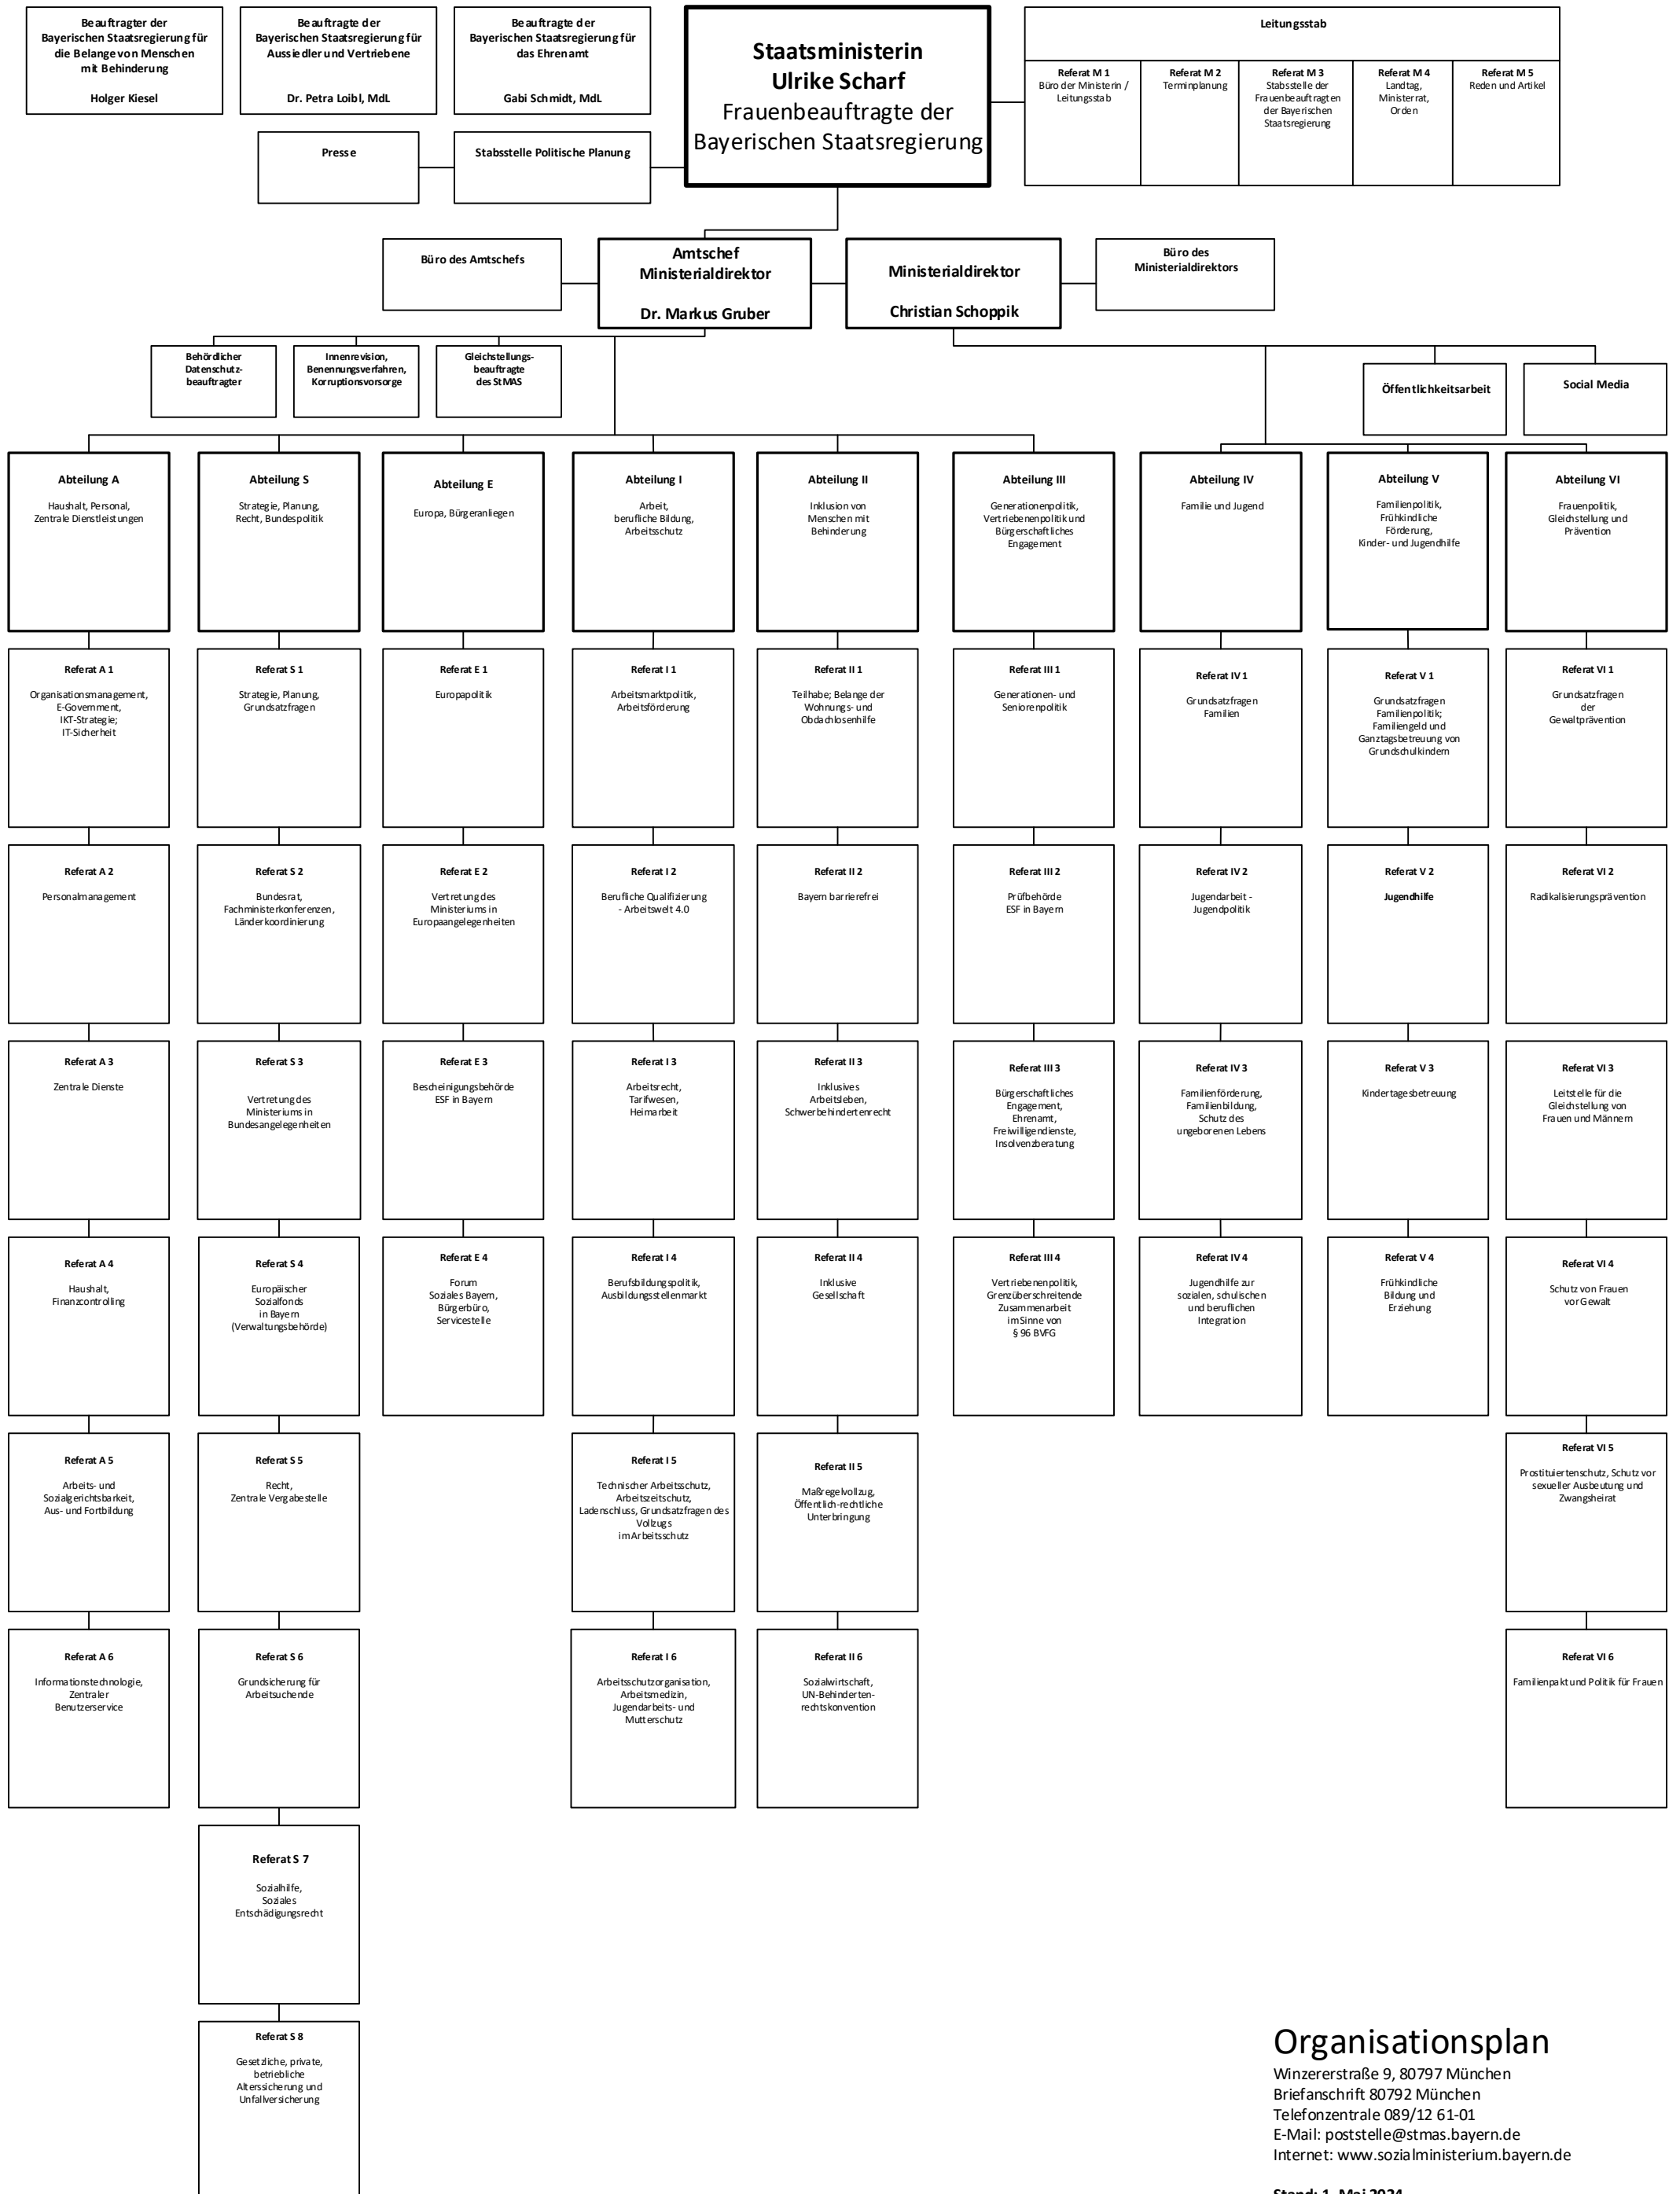 Beauftragter der
Bayerischen Staatsregierung für
die Belange von Menschen
mit Behinderung
Holger Kiesel
Beauftragte der
Bayerischen Staatsregierung für
Aussiedler und Vertriebene
Dr. Petra Loibl, MdL
Beauftragte der
Bayerischen Staatsregierung für
das Ehrenamt
Gabi Schmidt, MdL
Staatsministerin
Ulrike Scharf
Frauenbeauftragte der
Bayerischen Staatsregierung
Leitungsstab
Referat M 1
Büro der Ministerin /
Leitungsstab
Referat M 2
Terminplanung
Referat M 3
Stabsstelle der
Frauenbeauftragten
der Bayerischen
Staatsregierung
Referat M 4
Landtag,
Ministerrat,
Orden
Referat M 5
Reden und Artikel
Presse
Stabsstelle Politische Planung
Büro des Amtschefs
Amtschef
Ministerialdirektor
Dr. Markus Gruber
Ministerialdirektor
Christian Schoppik
Büro des
Ministerialdirektors
Behördlicher
Datenschutz-
beauftragter
Innenrevision,
Benennungsverfahren,
Korruptionsvorsorge
Gleichstellungs-
beauftragte
des StMAS
Öffentlichkeitsarbeit
Social Media
Abteilung A
Haushalt, Personal,
Zentrale Dienstleistungen
Abteilung S
Strategie, Planung,
Recht, Bundespolitik
Abteilung E
Europa, Bürgeranliegen
Abteilung I
Arbeit,
berufliche Bildung,
Arbeitsschutz
Abteilung II
Inklusion von
Menschen mit
Behinderung
Abteilung III
Generationenpolitik,
Vertriebenenpolitik und
Bürgerschaftliches
Engagement
Abteilung IV
Familie und Jugend
Abteilung V
Familienpolitik,
Frühkindliche
Förderung,
Kinder- und Jugendhilfe
Abteilung VI
Frauenpolitik,
Gleichstellung und
Prävention
Referat A 1
Organisationsmanagement,
E-Government,
IKT-Strategie;
IT-Sicherheit
Referat S 1
Strategie, Planung,
Grundsatzfragen
Referat E 1
Europapolitik
Referat I 1
Arbeitsmarktpolitik,
Arbeitsförderung
Referat II 1
Teilhabe; Belange der
Wohnungs- und
Obdachlosenhilfe
Referat III 1
Generationen- und
Seniorenpolitik
Referat IV 1
Grundsatzfragen
Familien
Referat V 1
Grundsatzfragen
Familienpolitik;
Familiengeld und
Ganztagsbetreuung von
Grundschulkindern
Referat VI 1
Grundsatzfragen
der
Gewaltprävention
Referat A 2
Personalmanagement
Referat S 2
Bundesrat,
Fachministerkonferenzen,
Länderkoordinierung
Referat E 2
Vertretung des
Ministeriums in
Europaangelegenheiten
Referat I 2
Berufliche Qualifizierung
- Arbeitswelt 4.0
Referat II 2
Bayern barrierefrei
Referat III 2
Prüfbehörde
ESF in Bayern
Referat IV 2
Jugendarbeit -
Jugendpolitik
Referat V 2
Jugendhilfe
Referat VI 2
Radikalisierungsprävention
Referat A 3
Zentrale Dienste
Referat S 3
Vertretung des
Ministeriums in
Bundesangelegenheiten
Referat E 3
Bescheinigungsbehörde
ESF in Bayern
Referat I 3
Arbeitsrecht,
Tarifwesen,
Heimarbeit
Referat II 3
Inklusives
Arbeitsleben,
Schwerbehindertenrecht
Referat III 3
Bürgerschaftliches
Engagement,
Ehrenamt,
Freiwilligendienste,
Insolvenzberatung
Referat IV 3
Familienförderung,
Familienbildung,
Schutz des
ungeborenen Lebens
Referat V 3
Kindertagesbetreuung
Referat VI 3
Leitstelle für die
Gleichstellung von
Frauen und Männern
Referat A 4
Haushalt,
Finanzcontrolling
Referat S 4
Europäischer
Sozialfonds
in Bayern
(Verwaltungsbehörde)
Referat E 4
Forum
Soziales Bayern,
Bürgerbüro,
Servicestelle
Referat I 4
Berufsbildungspolitik,
Ausbildungsstellenmarkt
Referat II 4
Inklusive
Gesellschaft
Referat III 4
Vertriebenenpolitik,
Grenzüberschreitende
Zusammenarbeit
im Sinne von
§ 96 BVFG
Referat IV 4
Jugendhilfe zur
sozialen, schulischen
und beruflichen
Integration
Referat V 4
Frühkindliche
Bildung und
Erziehung
Referat VI 4
Schutz von Frauen
vor Gewalt
Referat A 5
Arbeits- und
Sozialgerichtsbarkeit,
Aus- und Fortbildung
Referat S 5
Recht,
Zentrale Vergabestelle
Referat I 5
Technischer Arbeitsschutz,
Arbeitszeitschutz,
Ladenschluss, Grundsatzfragen des
Vollzugs
im Arbeitsschutz
Referat II 5
Maßregelvollzug,
Öffentlich-rechtliche
Unterbringung
Referat VI 5
Prostituiertenschutz, Schutz vor
sexueller Ausbeutung und
Zwangsheirat
Referat A 6
Informationstechnologie,
Zentraler
Benutzerservice
Referat S 6
Grundsicherung für
Arbeitsuchende
Referat I 6
Arbeitsschutzorganisation,
Arbeitsmedizin,
Jugendarbeits- und
Mutterschutz
Referat II 6
Sozialwirtschaft,
UN-Behinderten-
rechtskonvention
Referat VI 6
Familienpakt und Politik für Frauen
Referat S 7
Sozialhilfe,
Soziales
Entschädigungsrecht
Referat S 8
Gesetzliche, private,
betriebliche
Alterssicherung und
Unfallversicherung
Organisationsplan
Winzererstraße 9, 80797 München
Briefanschrift 80792 München
Telefonzentrale 089/12 61-01
E-Mail: poststelle@stmas.bayern.de
Internet: www.sozialministerium.bayern.de
Stand: 1. Mai 2024